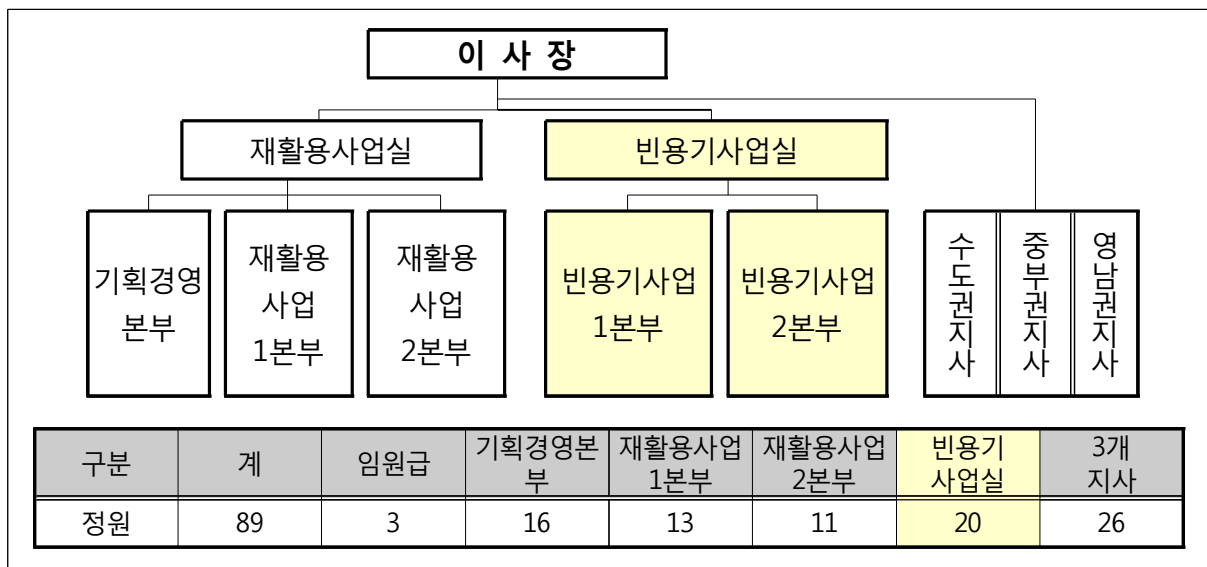 이 사 장
재활용사업실
빈용기사업실
기획경영
본부
재활용
사업
1본부
재활용
사업
2본부
빈용기사업
1본부
빈용기사업
2본부
수도권지사
중부권지사
영남권지사
구분 계 임원급 기획경영본부 재활용사업 1본부 재활용사업 2본부 빈용기 사업실 3개 지사
정원 89 3 16 13 11 20 26